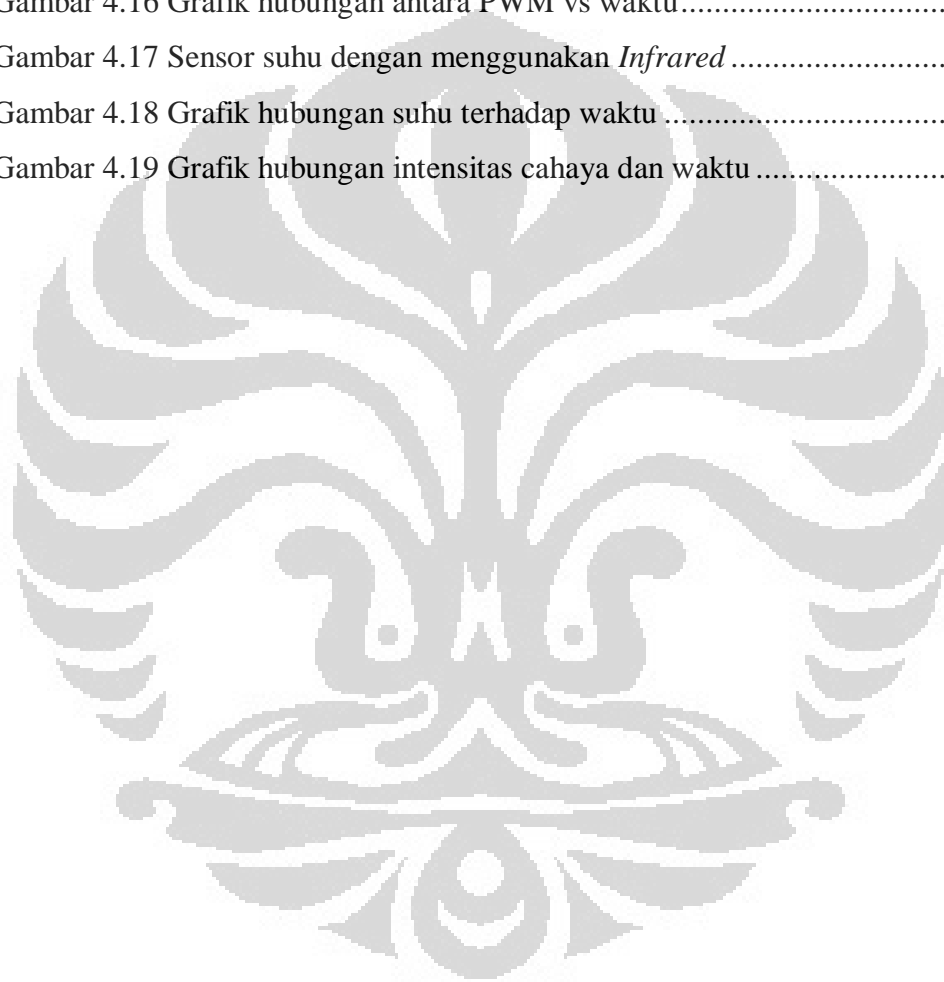 Gambar 4.16 Grafik hubungan antara PWM vs waktu................................
Gambar 4.17 Sensor suhu dengan menggunakan Infrared ..........................
Gambar 4.18 Grafik hubungan suhu terhadap waktu ..................................
Gambar 4.19 Grafik hubungan intensitas cahaya dan waktu .......................